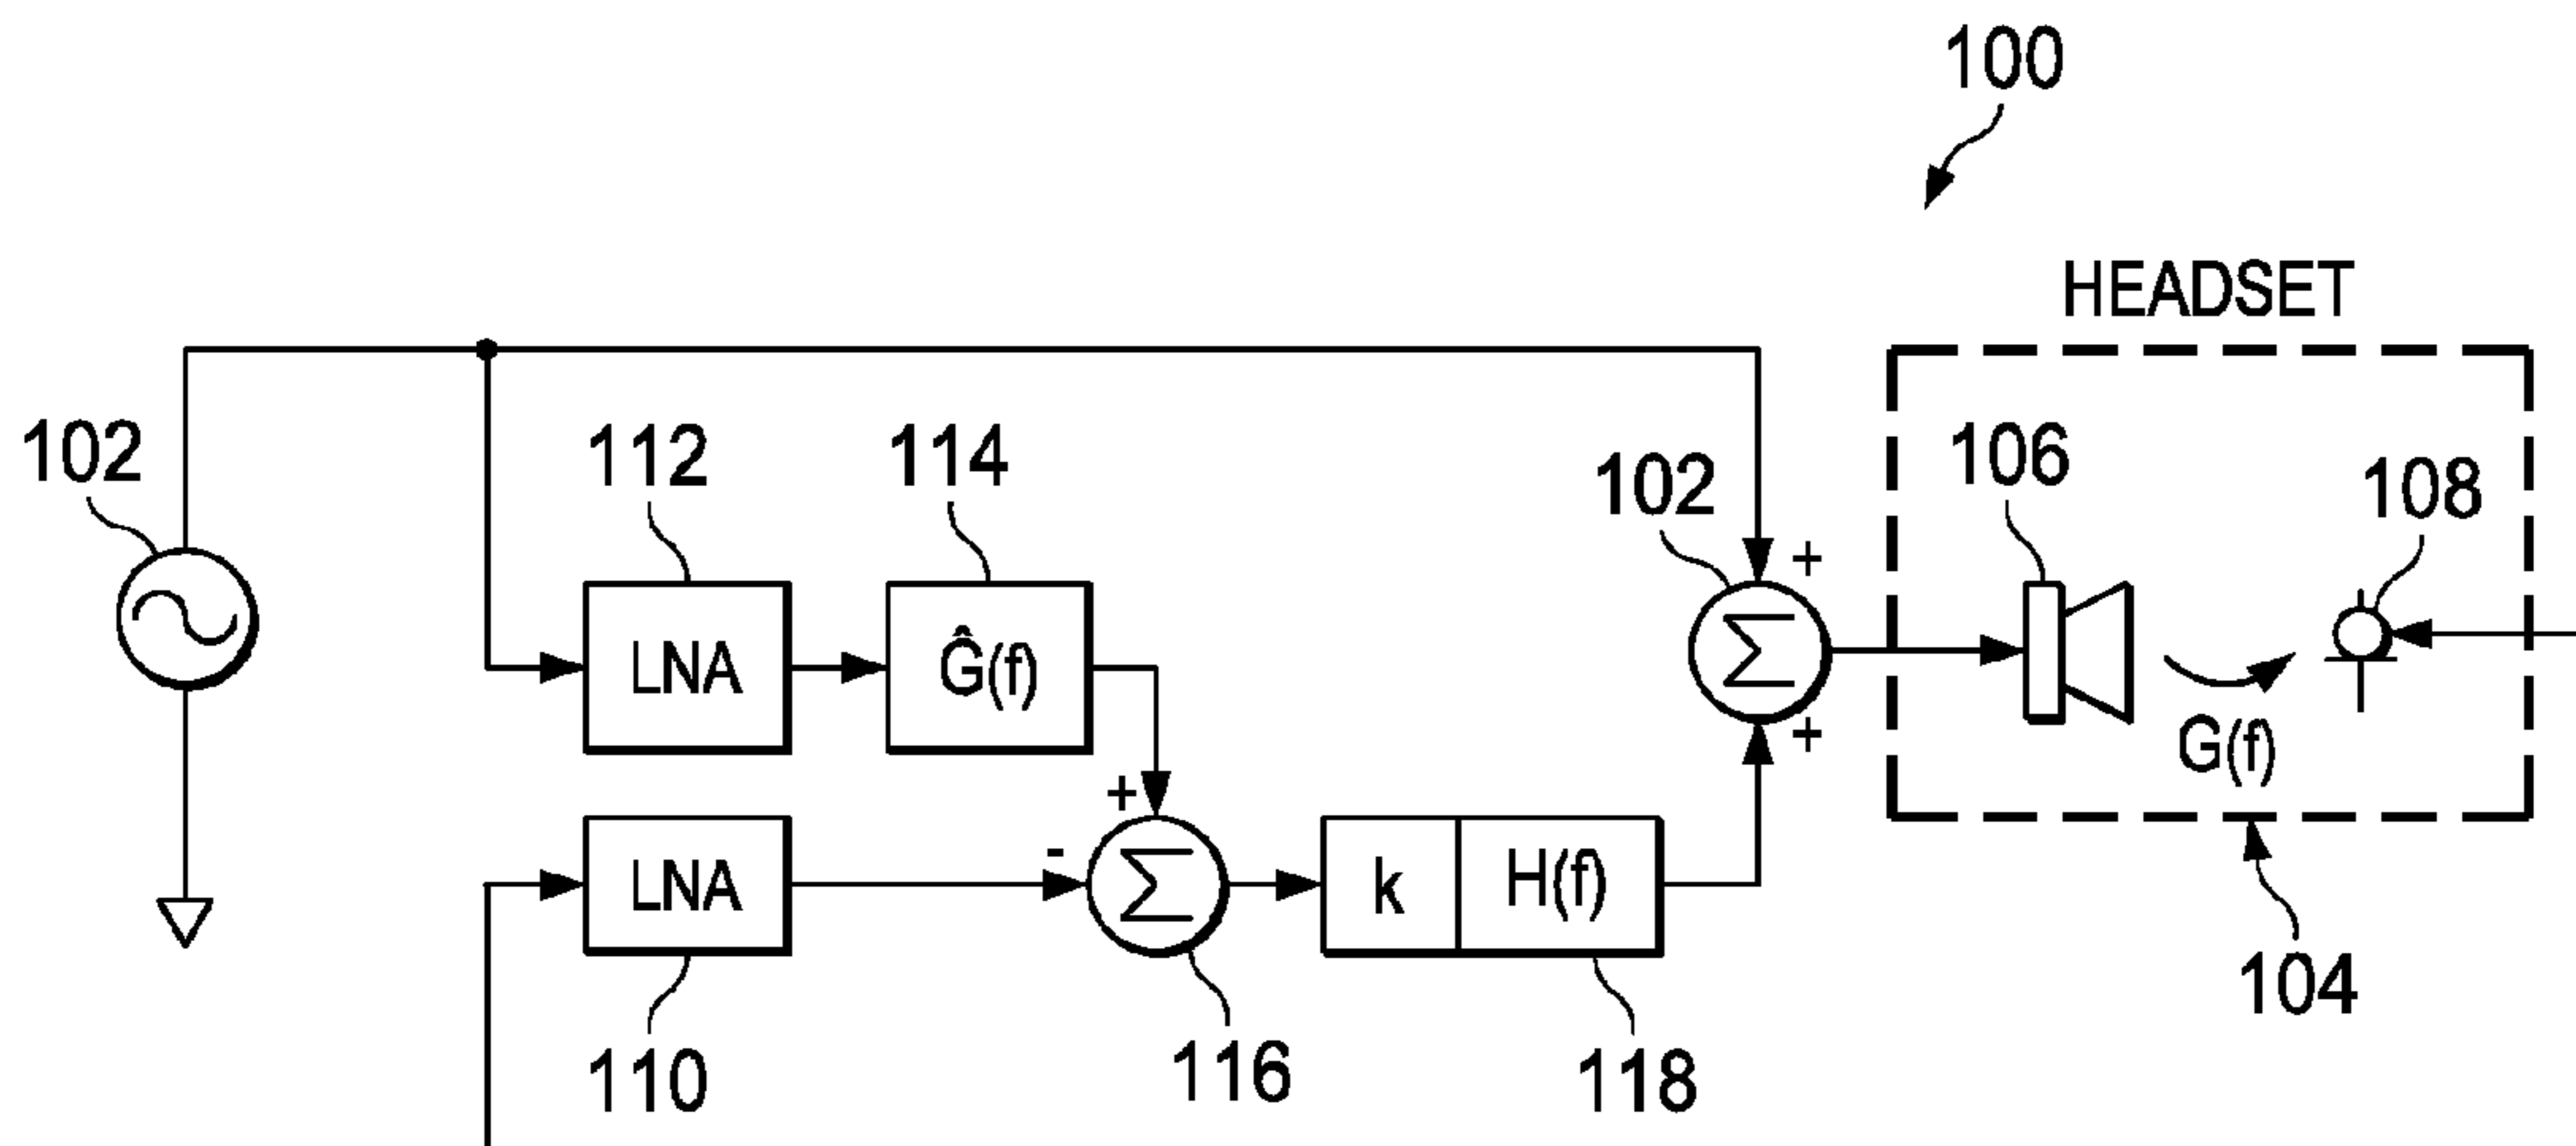 100
HEADSET
102
112
114
102
106
108
LNA
Ĝ(f)
+
Σ
+
G(f)
+
-
LNA
Σ
k
H(f)
104
110
116
118